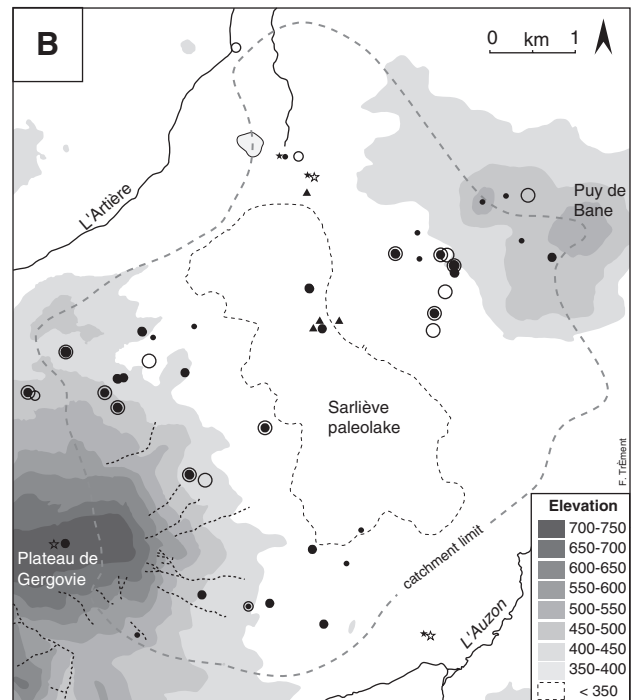 B
0 km 1
L'Artière
Puy de
Bane
Sarliève
paleolake
F. TrÈment
Plateau de
Gergovie
catchment limit
L'Auzon
Elevation
700-750
650-700
600-650
550-600
500-550
450-500
400-450
350-400
< 350